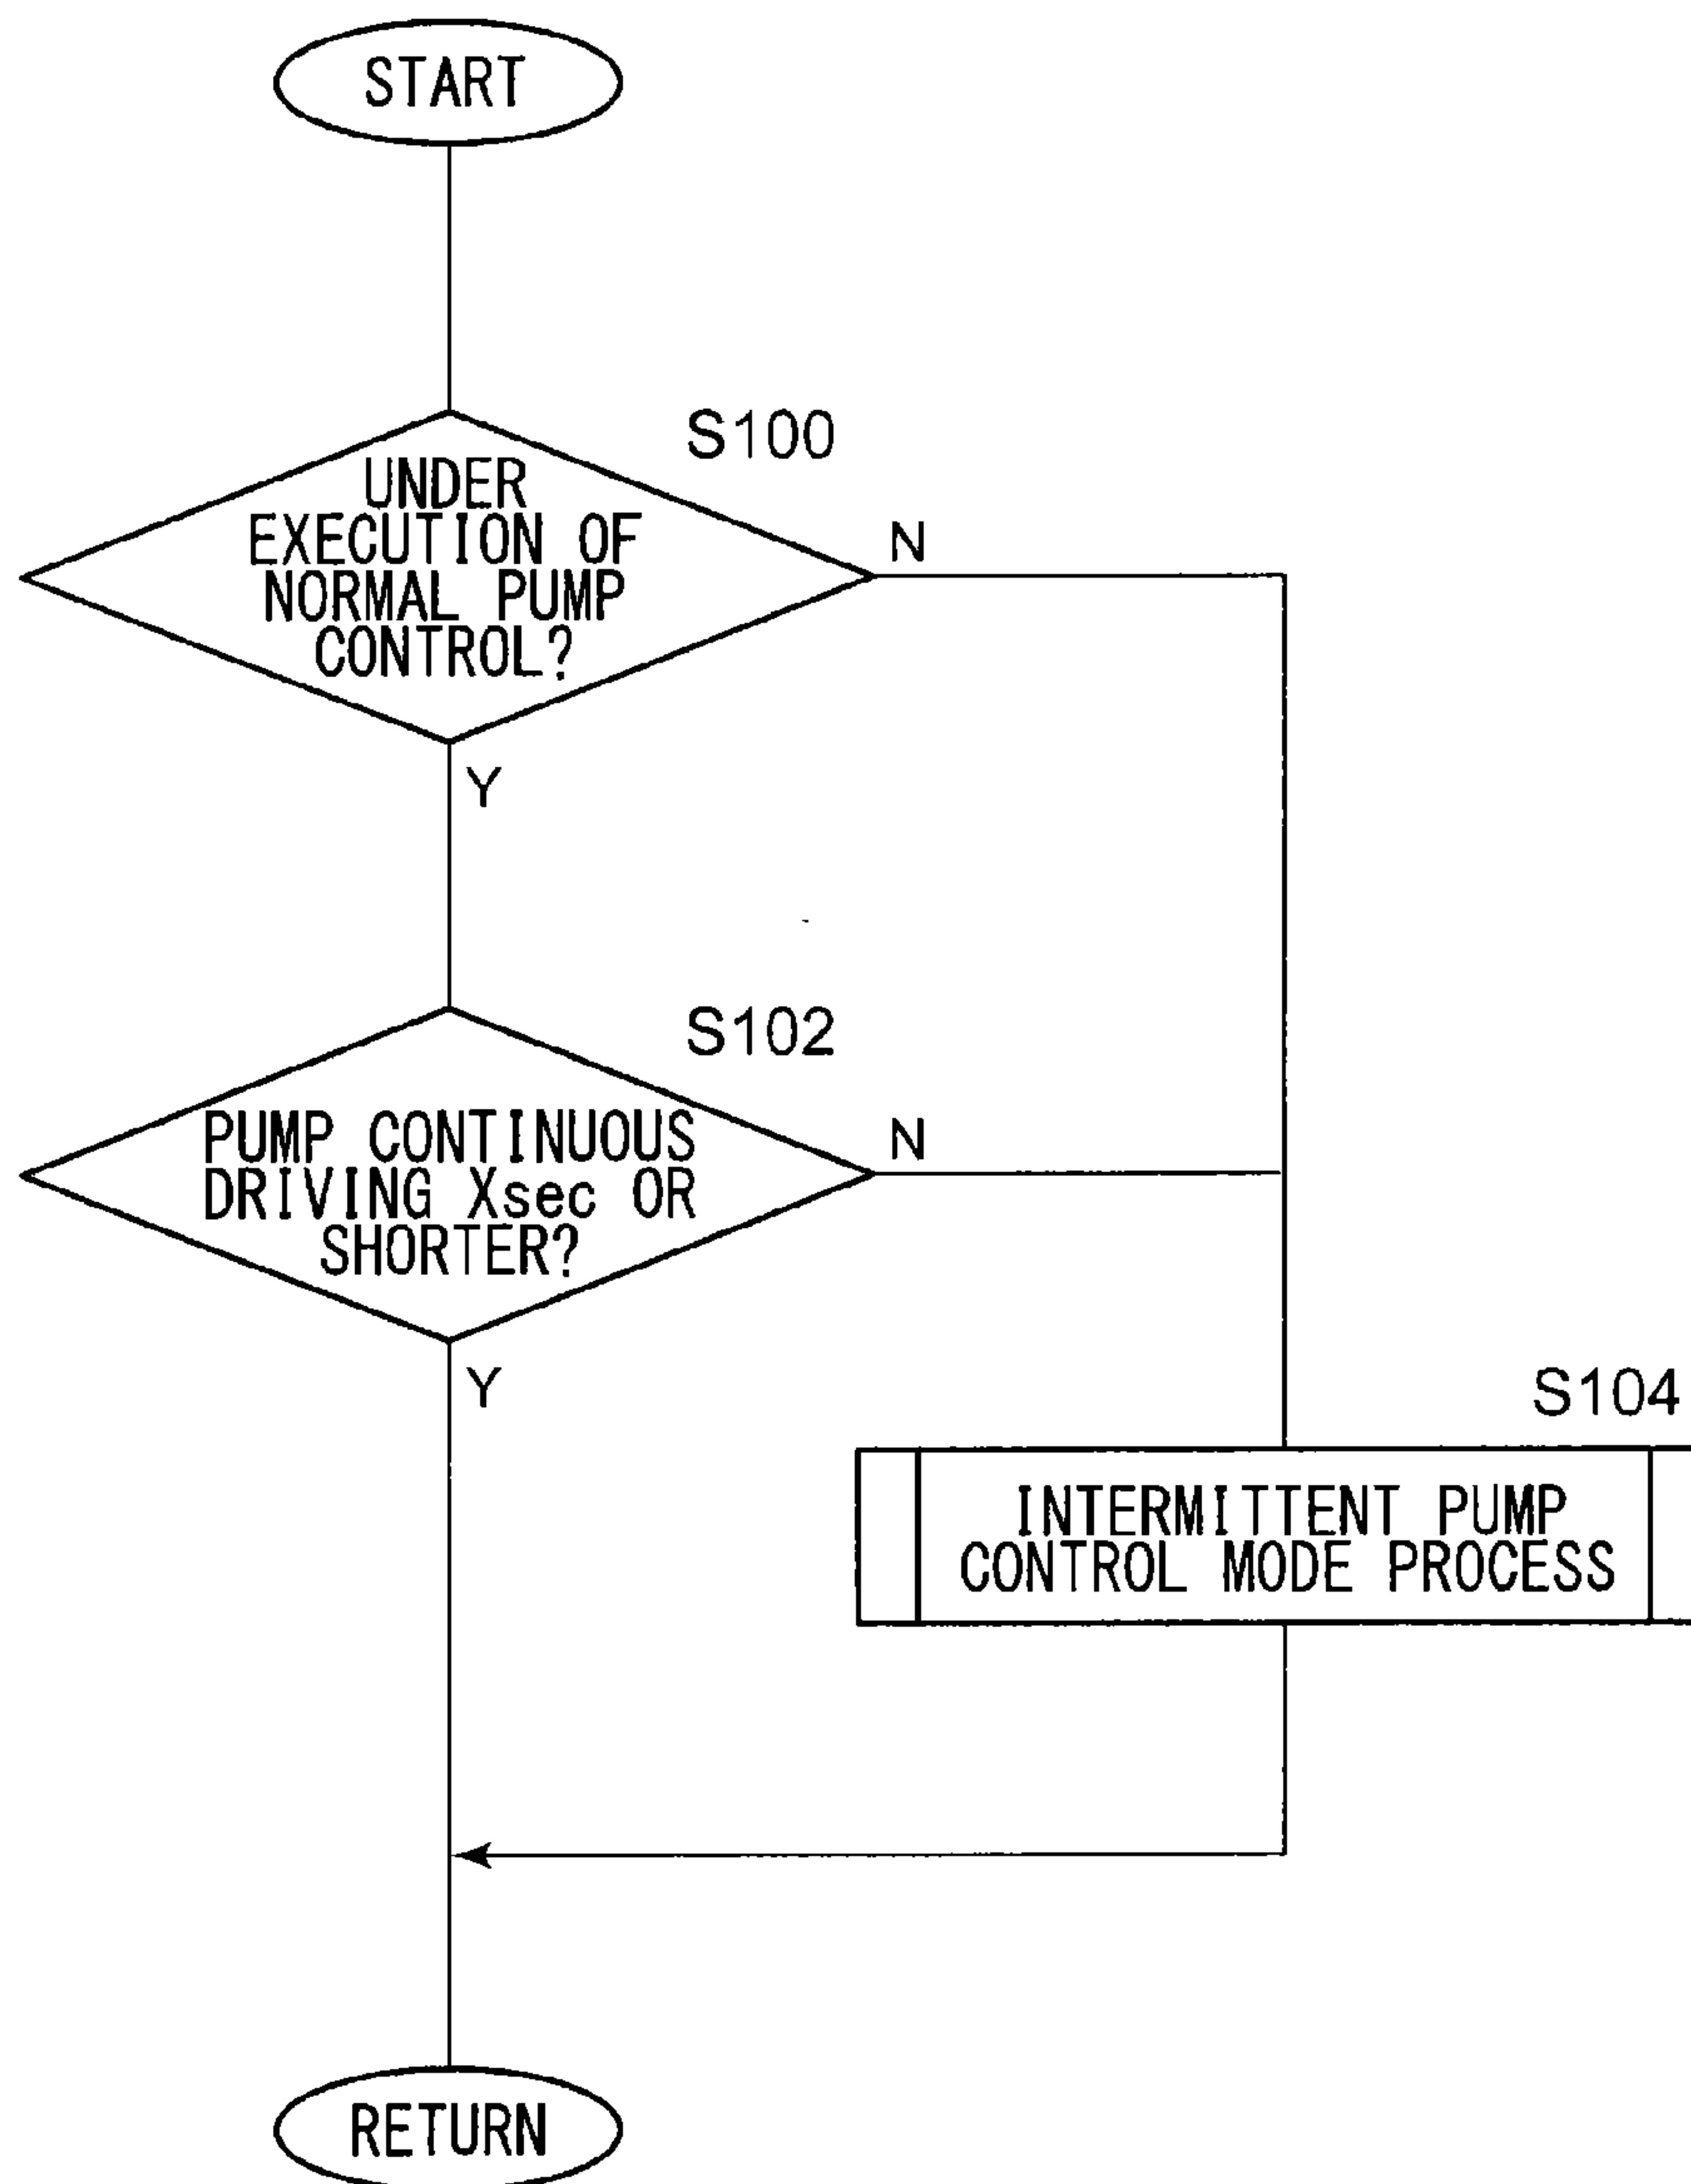 START
S100
UNDER
EXECUTION OF
NORMAL PUMP
CONTROL?
N
Y
S102
PUMP CONTINUOUS
DRIVING Xsec OR
SHORTER?
N
Y
S104
INTERMITTENT PUMP
CONTROL MODE PROCESS
RETURN